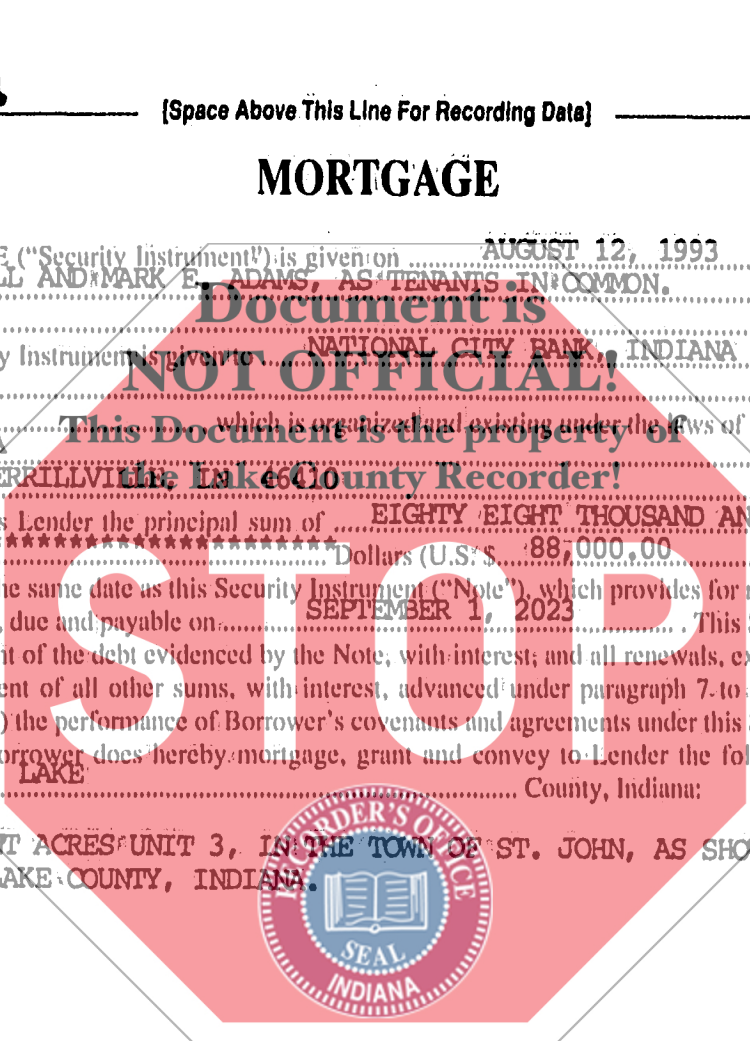 [Space Above This Line For Recording Data]
MORTGAGE
("Security Instrument") is given on AUGUST 12, 1993
AND MARK E. ADAMS, AS TENANTS IN COMMON.
Document is
Instrument is given to NATIONAL CITY BANK, INDIANA
NOT OFFICIAL!
which is organized and existing under the laws of
This Document is the property of
46410
the Lake County Recorder!
Lender the principal sum of EIGHTY EIGHT THOUSAND
Dollars (U.S. $ 88,000.00
STOP
same date as this Security Instrument ("Note"), which provides for
due and payable on SEPTEMBER 1, 2023 This
of the debt evidenced by the Note, with interest, and all renewals,
of all other sums, with interest, advanced under paragraph 7 to
) the performance of Borrower's covenants and agreements under this
does hereby mortgage, grant and convey to Lender the
LAKE County, Indiana:
ACRES UNIT 3, IN THE TOWN OF ST. JOHN, AS
COUNTY, INDIANA.
RECORDER'S OFFICE
SEAL
INDIANA